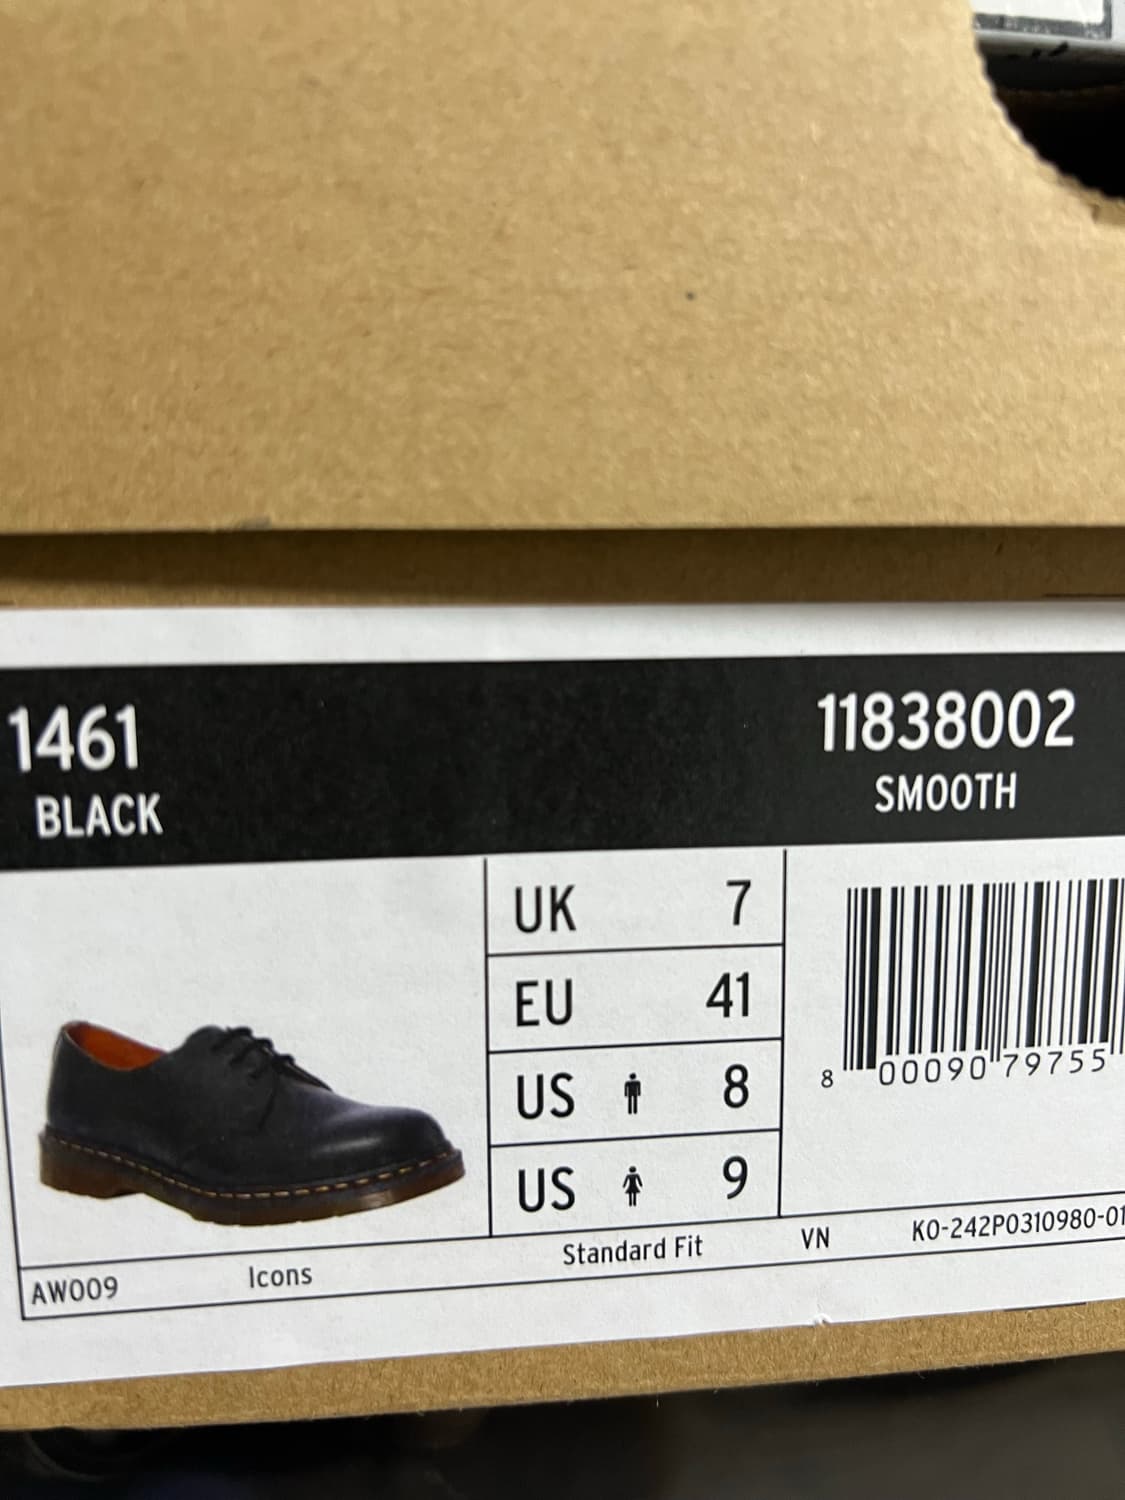 1461
BLACK
11838002
SMOOTH
UK 7
EU 41
US 8
US 9
8 00090 79755
AW009 Icons Standard Fit VN K0-242P0310980-01